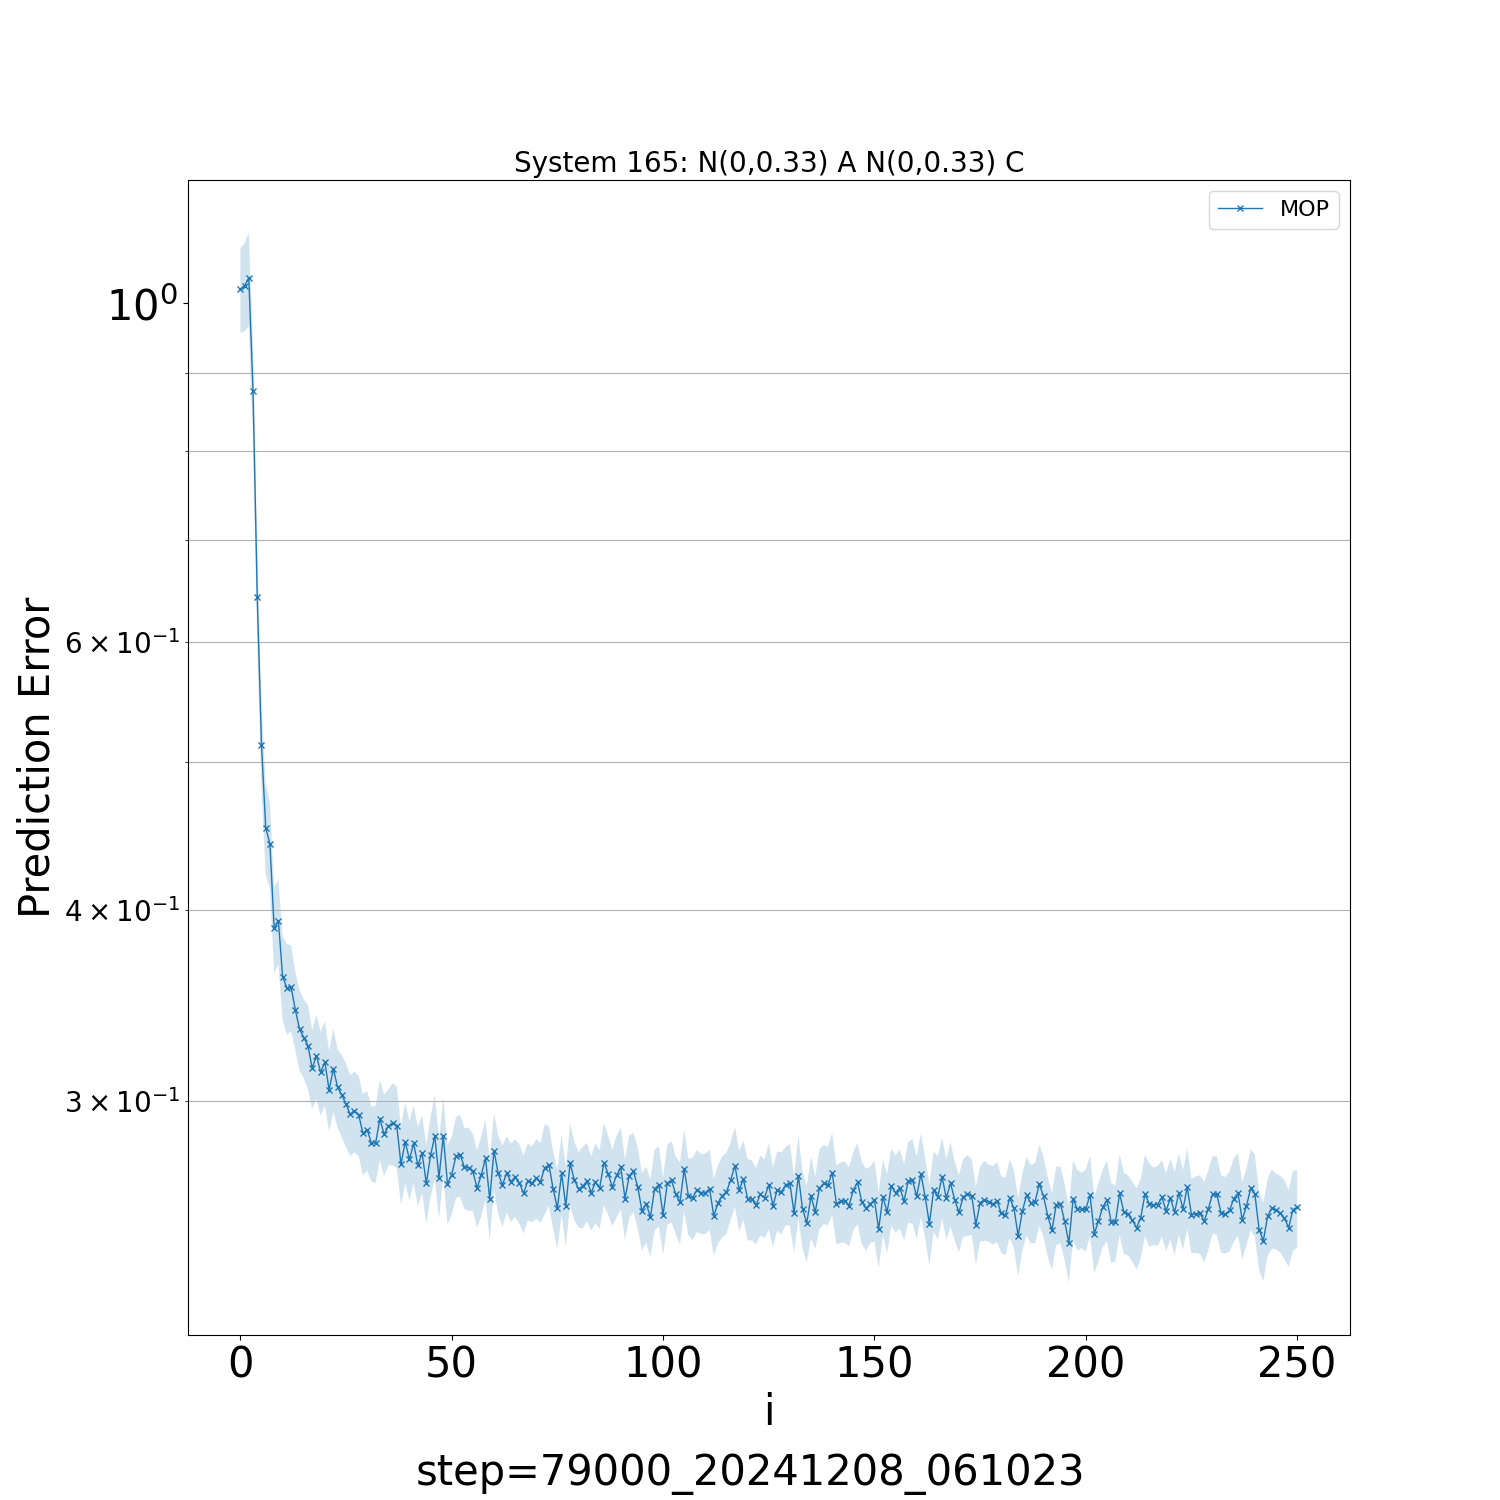 System 165: N(0,0.33) A N(0,0.33) C
MOP
10⁰
6 × 10⁻¹
4 × 10⁻¹
3 × 10⁻¹
Prediction Error
0 50 100 150 200 250
i
step=79000_20241208_061023